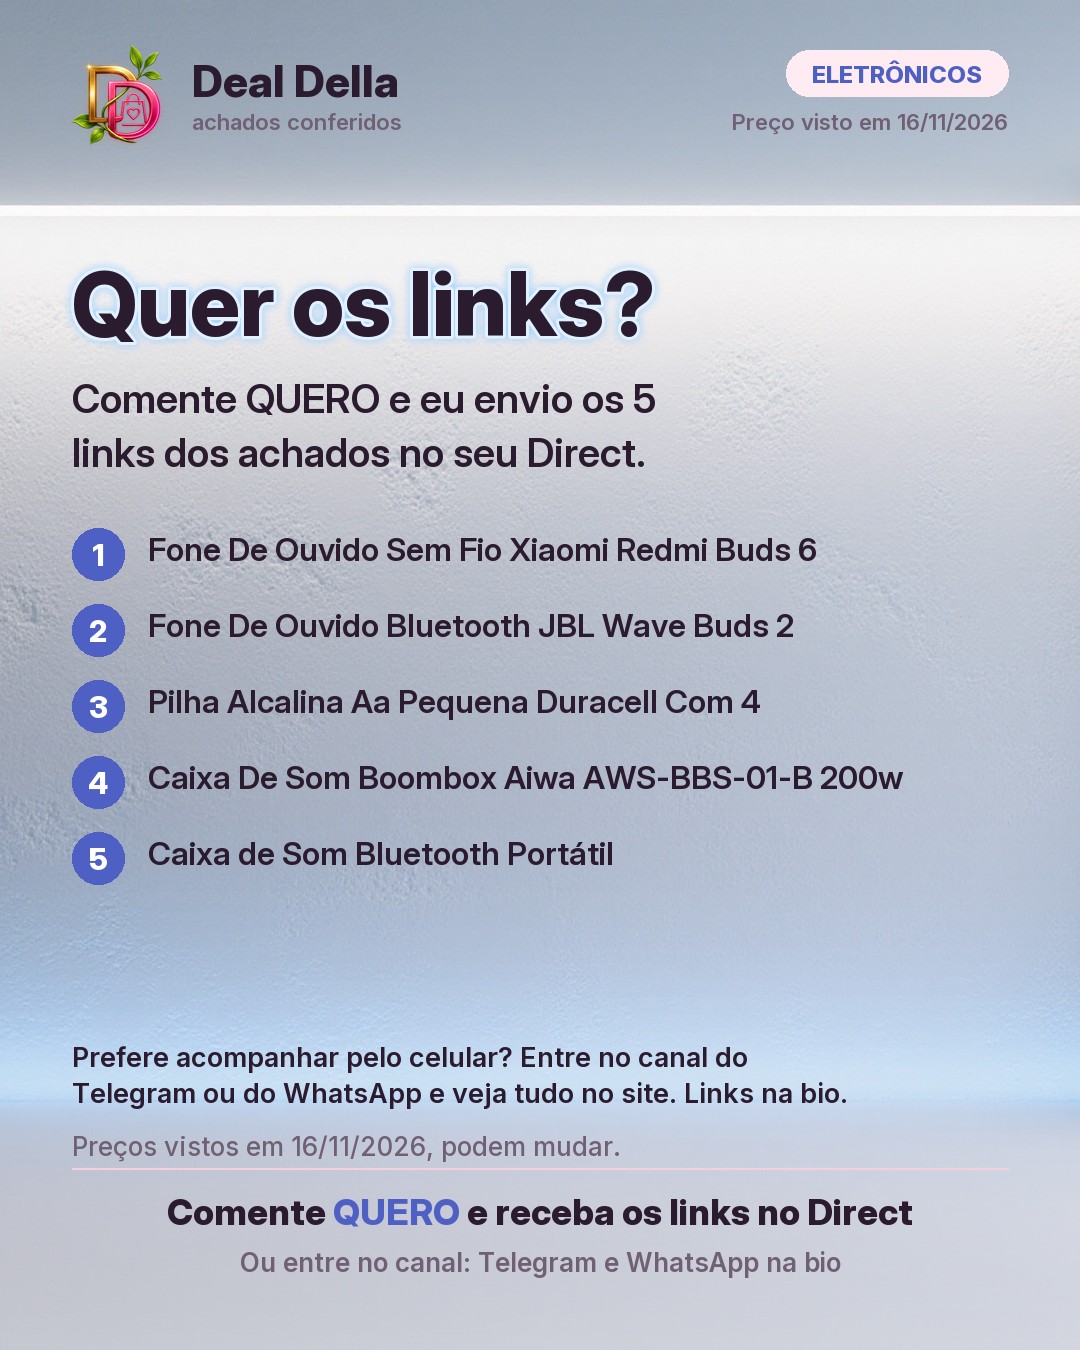 Deal Della
achados conferidos
ELETRÔNICOS
Preço visto em 16/11/2026
Quer os links?
Comente QUERO e eu envio os 5
links dos achados no seu Direct.
1 Fone De Ouvido Sem Fio Xiaomi Redmi Buds 6
2 Fone De Ouvido Bluetooth JBL Wave Buds 2
3 Pilha Alcalina Aa Pequena Duracell Com 4
4 Caixa De Som Boombox Aiwa AWS-BBS-01-B 200w
5 Caixa de Som Bluetooth Portátil
Prefere acompanhar pelo celular? Entre no canal do
Telegram ou do WhatsApp e veja tudo no site. Links na bio.
Preços vistos em 16/11/2026, podem mudar.
Comente QUERO e receba os links no Direct
Ou entre no canal: Telegram e WhatsApp na bio